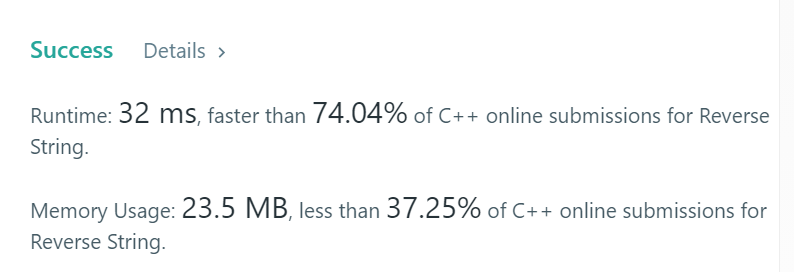 Success Details >
Runtime: 32 ms, faster than 74.04% of C++ online submissions for Reverse
String.
Memory Usage: 23.5 MB, less than 37.25% of C++ online submissions for
Reverse String.